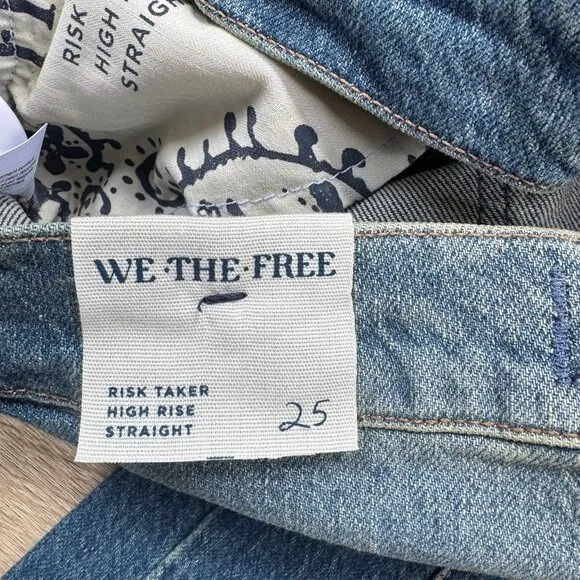 RISK T
HIGH R
STRAIGHT
WE·THE·FREE
RISK TAKER
HIGH RISE
STRAIGHT
25